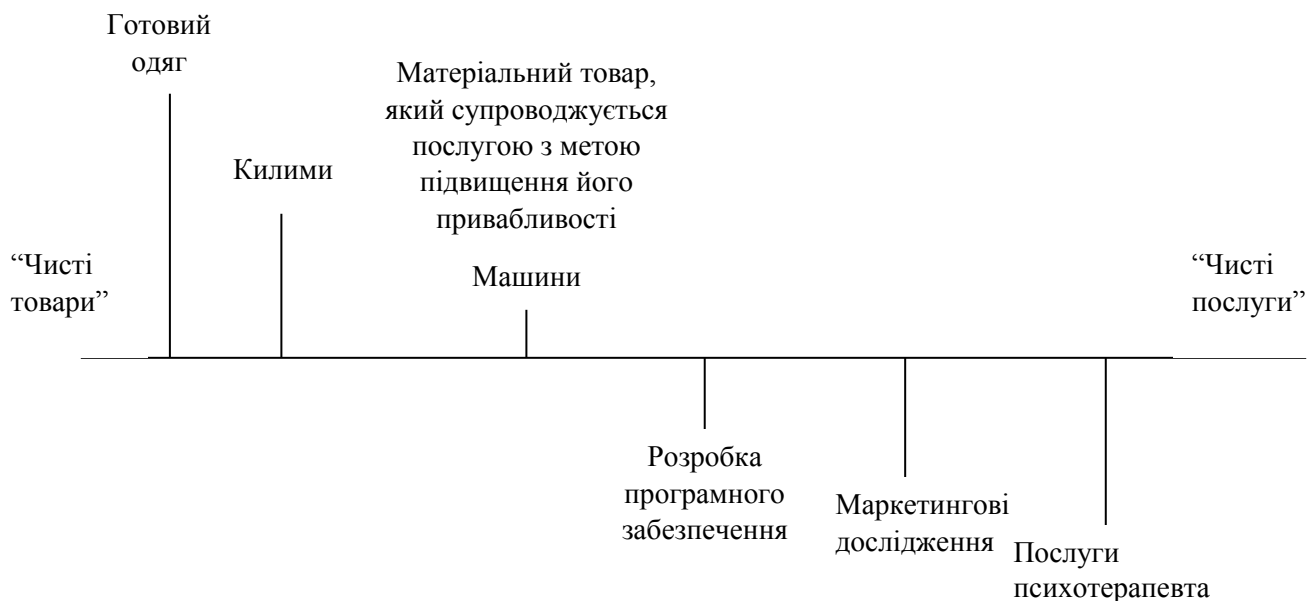 Готовий
одяг
Матеріальний товар,
який супроводжується
послугою з метою
підвищення його
привабливості
Килими
“Чисті
товари”
Машини
“Чисті
послуги”
Розробка
програмного
забезпечення
Маркетингові
дослідження
Послуги
психотерапевта